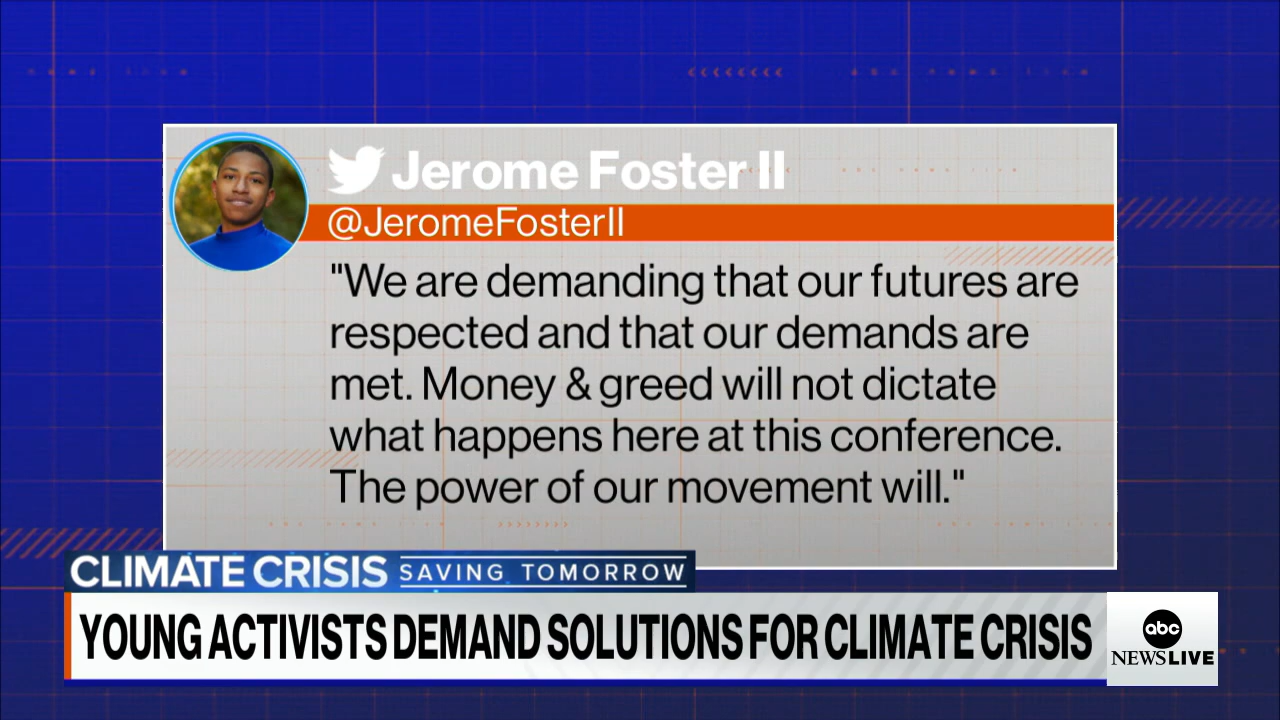 Jerome Foster II
@JeromeFosterII
"We are demanding that our futures are
respected and that our demands are
met. Money & greed will not dictate
what happens here at this conference.
The power of our movement will."
CLIMATE CRISIS SAVING TOMORROW
YOUNG ACTIVISTS DEMAND SOLUTIONS FOR CLIMATE CRISIS
abc
NEWS LIVE